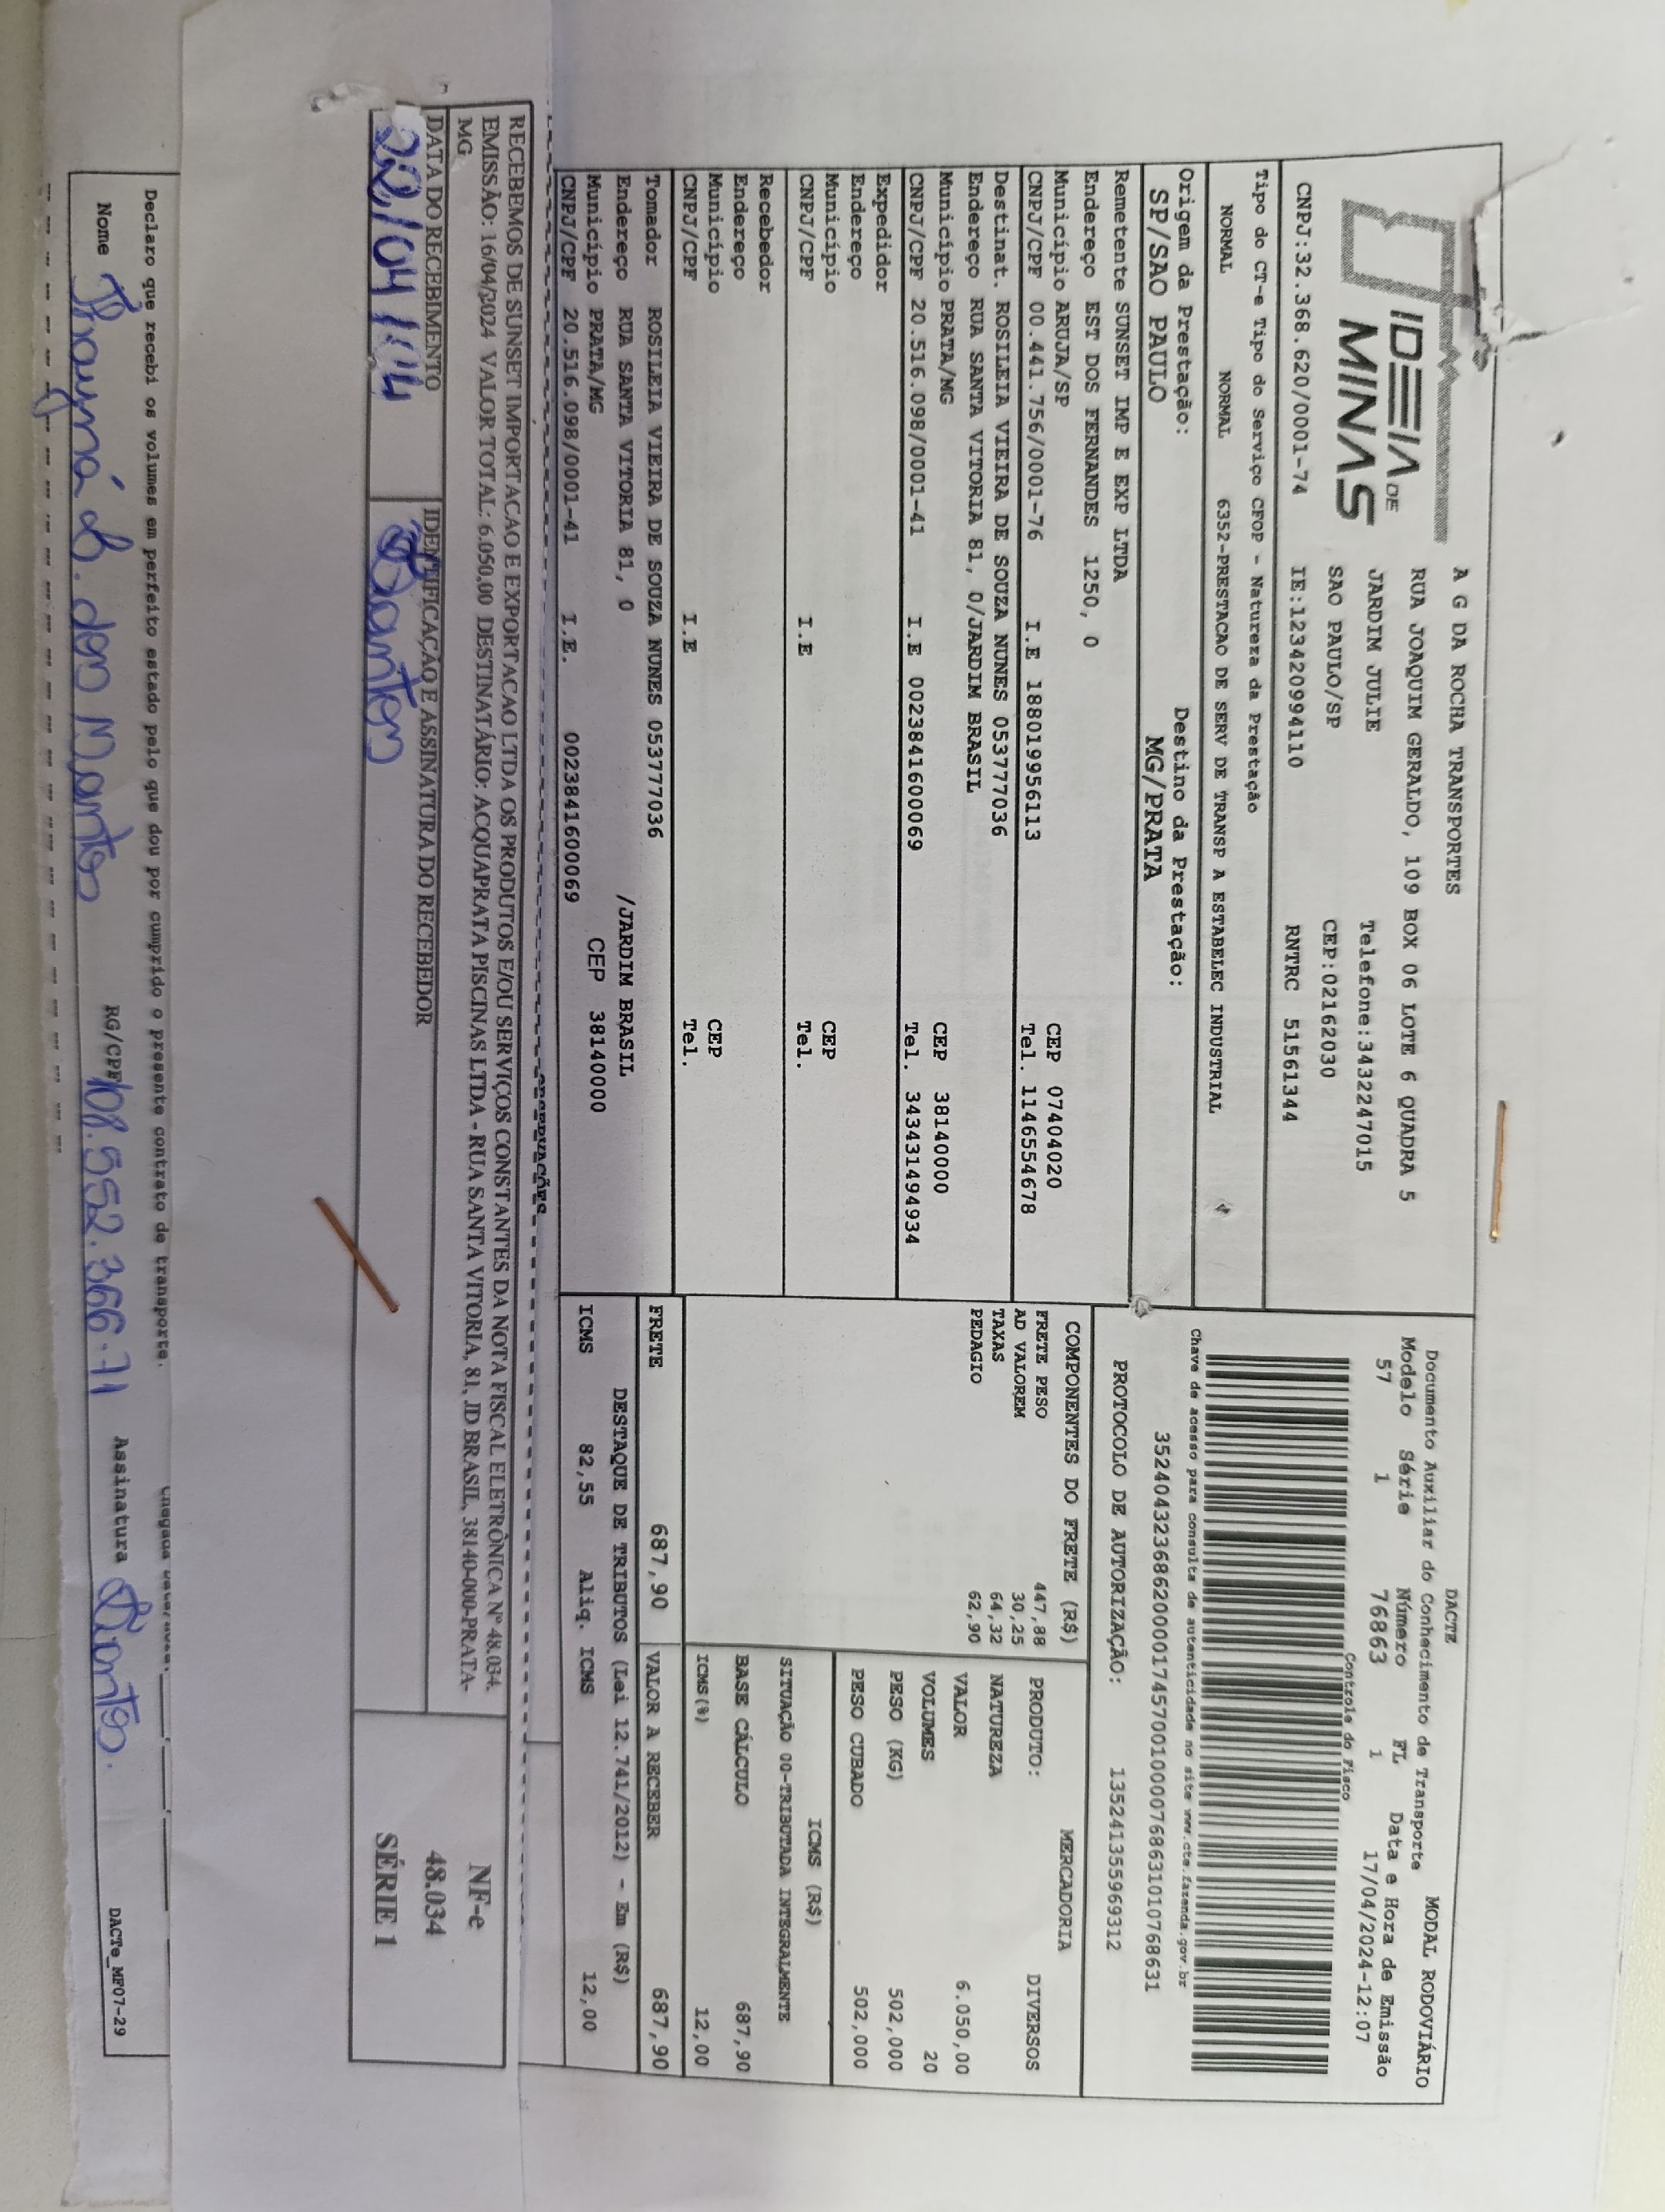 IDEIA DE
MINAS
A G DA ROCHA TRANSPORTES
RUA JOAQUIM GERALDO, 109 BOX 06 LOTE 6 QUADRA 5
JARDIM JULIE Telefone:3432247015
SAO PAULO/SP CEP:02162030
CNPJ:32.368.620/0001-74 IE:123420994110 RNTRC 51561344
Tipo do CT-e Tipo do Serviço CFOP - Natureza da Prestação
NORMAL NORMAL 6352-PRESTACAO DE SERV DE TRANSP A ESTABELEC INDUSTRIAL
Origem da Prestação: Destino da Prestação:
SP/SAO PAULO MG/PRATA
Remetente SUNSET IMP E EXP LTDA
Endereço EST DOS FERNANDES 1250, 0
Município ARUJA/SP CEP 07404020
CNPJ/CPF 00.441.756/0001-76 I.E 188019956113 Tel. 1146554678
Destinat. ROSILEIA VIEIRA DE SOUZA NUNES 053777036
Endereço RUA SANTA VITORIA 81, 0/JARDIM BRASIL
Município PRATA/MG CEP 38140000
CNPJ/CPF 20.516.098/0001-41 I.E 0023841600069 Tel. 343431494934
Expedidor
Endereço
Município CEP
CNPJ/CPF I.E Tel.
Recebedor
Endereço
Município CEP
CNPJ/CPF I.E Tel.
Tomador ROSILEIA VIEIRA DE SOUZA NUNES 053777036
Endereço RUA SANTA VITORIA 81, 0 /JARDIM BRASIL
Município PRATA/MG CEP 38140000
CNPJ/CPF 20.516.098/0001-41 I.E. 0023841600069
DACTE
Documento Auxiliar do Conhecimento de Transporte MODAL RODOVIÁRIO
Modelo Série Número FL Data e Hora de Emissão
57 1 76863 1 17/04/2024-12:07
Controle do Fisco
Chave de acesso para consulta de autenticidade no site www.cte.fazenda.gov.br
35240432368620000174570010000768631010768631
PROTOCOLO DE AUTORIZAÇÃO: 135241355969312
COMPONENTES DO FRETE (R$)
FRETE PESO 447,88
AD VALOREM 30,25
TAXAS 64,32
PEDAGIO 62,90
MERCADORIA
PRODUTO: DIVERSOS
NATUREZA
VALOR 6.050,00
VOLUMES 20
PESO (KG) 502,000
PESO CUBADO 502,000
ICMS (R$)
SITUAÇÃO 00-TRIBUTADA INTEGRALMENTE
BASE CÁLCULO 687,90
ICMS(%) 12,00
FRETE 687,90 VALOR A RECEBER 687,90
DESTAQUE DE TRIBUTOS (Lei 12.741/2012) - Em (R$)
ICMS 82,55 Aliq. ICMS 12,00
OBSERVAÇÕES
RECEBEMOS DE SUNSET IMPORTACAO E EXPORTACAO LTDA OS PRODUTOS E/OU SERVIÇOS CONSTANTES DA NOTA FISCAL ELETRÔNICA Nº 48.034.
EMISSÃO: 16/04/2024 VALOR TOTAL: 6.050,00 DESTINATÁRIO: ACQUAPRATA PISCINAS LTDA - RUA SANTA VITORIA, 81, JD BRASIL, 38140-000-PRATA-
MG
DATA DO RECEBIMENTO IDENTIFICAÇÃO E ASSINATURA DO RECEBEDOR
22/04
NF-e
48.034
SÉRIE 1
Declaro que recebi os volumes em perfeito estado pelo que dou por cumprido o presente contrato de transporte.
Nome RG/CPF 108.552.366.71 Assinatura
DACTe_MF07-29